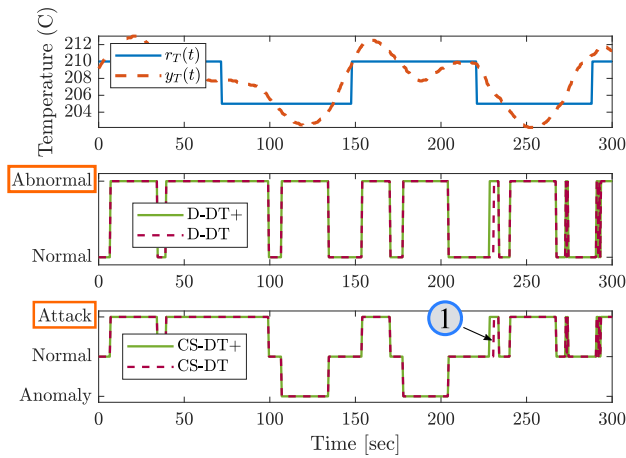 Temperature (C)
212
210
208
206
204
r_T(t)
y_T(t)
0 50 100 150 200 250 300
Abnormal
Normal
D-DT+
D-DT
0 50 100 150 200 250 300
Attack
Normal
Anomaly
CS-DT+
CS-DT
1
0 50 100 150 200 250 300
Time [sec]